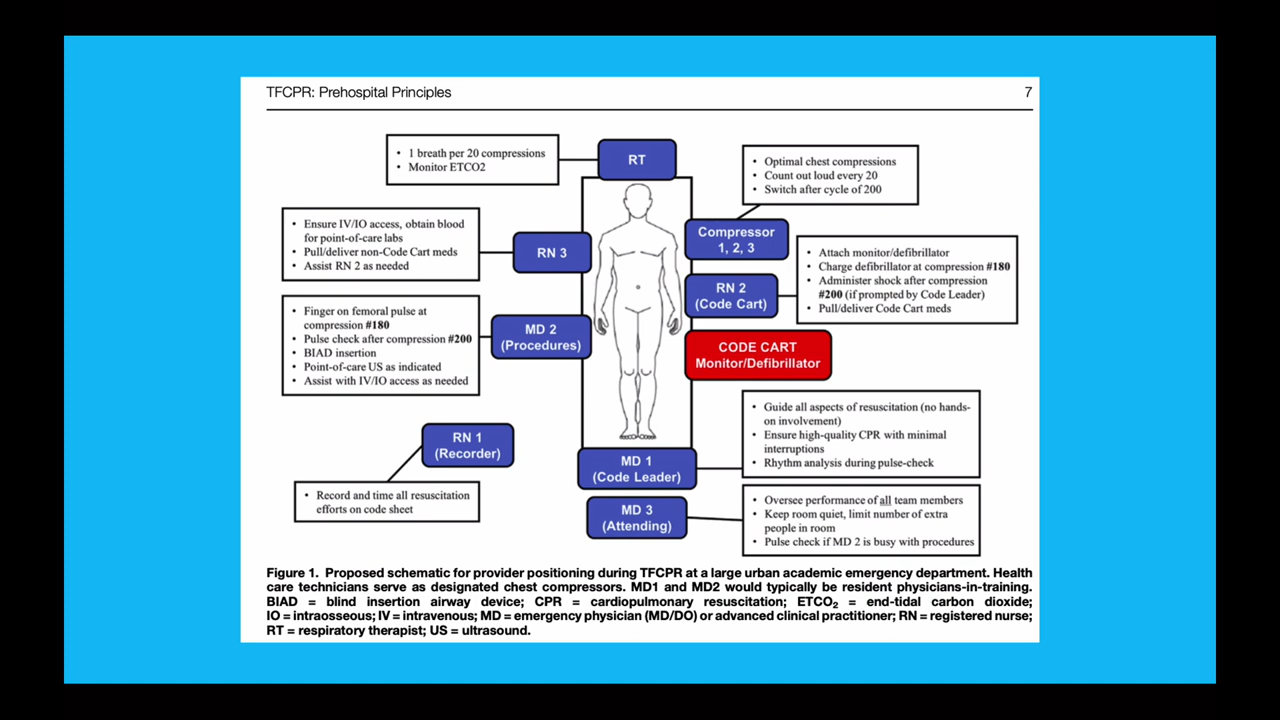 TFCPR: Prehospital Principles
7
• 1 breath per 20 compressions
• Monitor ETCO2
RT
• Optimal chest compressions
• Count out loud every 20
• Switch after cycle of 200
• Ensure IV/IO access, obtain blood
for point-of-care labs
• Pull/deliver non-Code Cart meds
• Assist RN 2 as needed
RN 3
Compressor
1, 2, 3
• Attach monitor/defibrillator
• Charge defibrillator at compression #180
• Administer shock after compression
#200 (if prompted by Code Leader)
• Pull/deliver Code Cart meds
RN 2
(Code Cart)
• Finger on femoral pulse at
compression #180
• Pulse check after compression #200
• BIAD insertion
• Point-of-care US as indicated
• Assist with IV/IO access as needed
MD 2
(Procedures)
CODE CART
Monitor/Defibrillator
• Guide all aspects of resuscitation (no hands-
on involvement)
• Ensure high-quality CPR with minimal
interruptions
• Rhythm analysis during pulse-check
RN 1
(Recorder)
MD 1
(Code Leader)
• Record and time all resuscitation
efforts on code sheet
MD 3
(Attending)
• Oversee performance of all team members
• Keep room quiet, limit number of extra
people in room
• Pulse check if MD 2 is busy with procedures
Figure 1. Proposed schematic for provider positioning during TFCPR at a large urban academic emergency department. Health
care technicians serve as designated chest compressors. MD1 and MD2 would typically be resident physicians-in-training.
BIAD = blind insertion airway device; CPR = cardiopulmonary resuscitation; ETCO2 = end-tidal carbon dioxide;
IO = intraosseous; IV = intravenous; MD = emergency physician (MD/DO) or advanced clinical practitioner; RN = registered nurse;
RT = respiratory therapist; US = ultrasound.